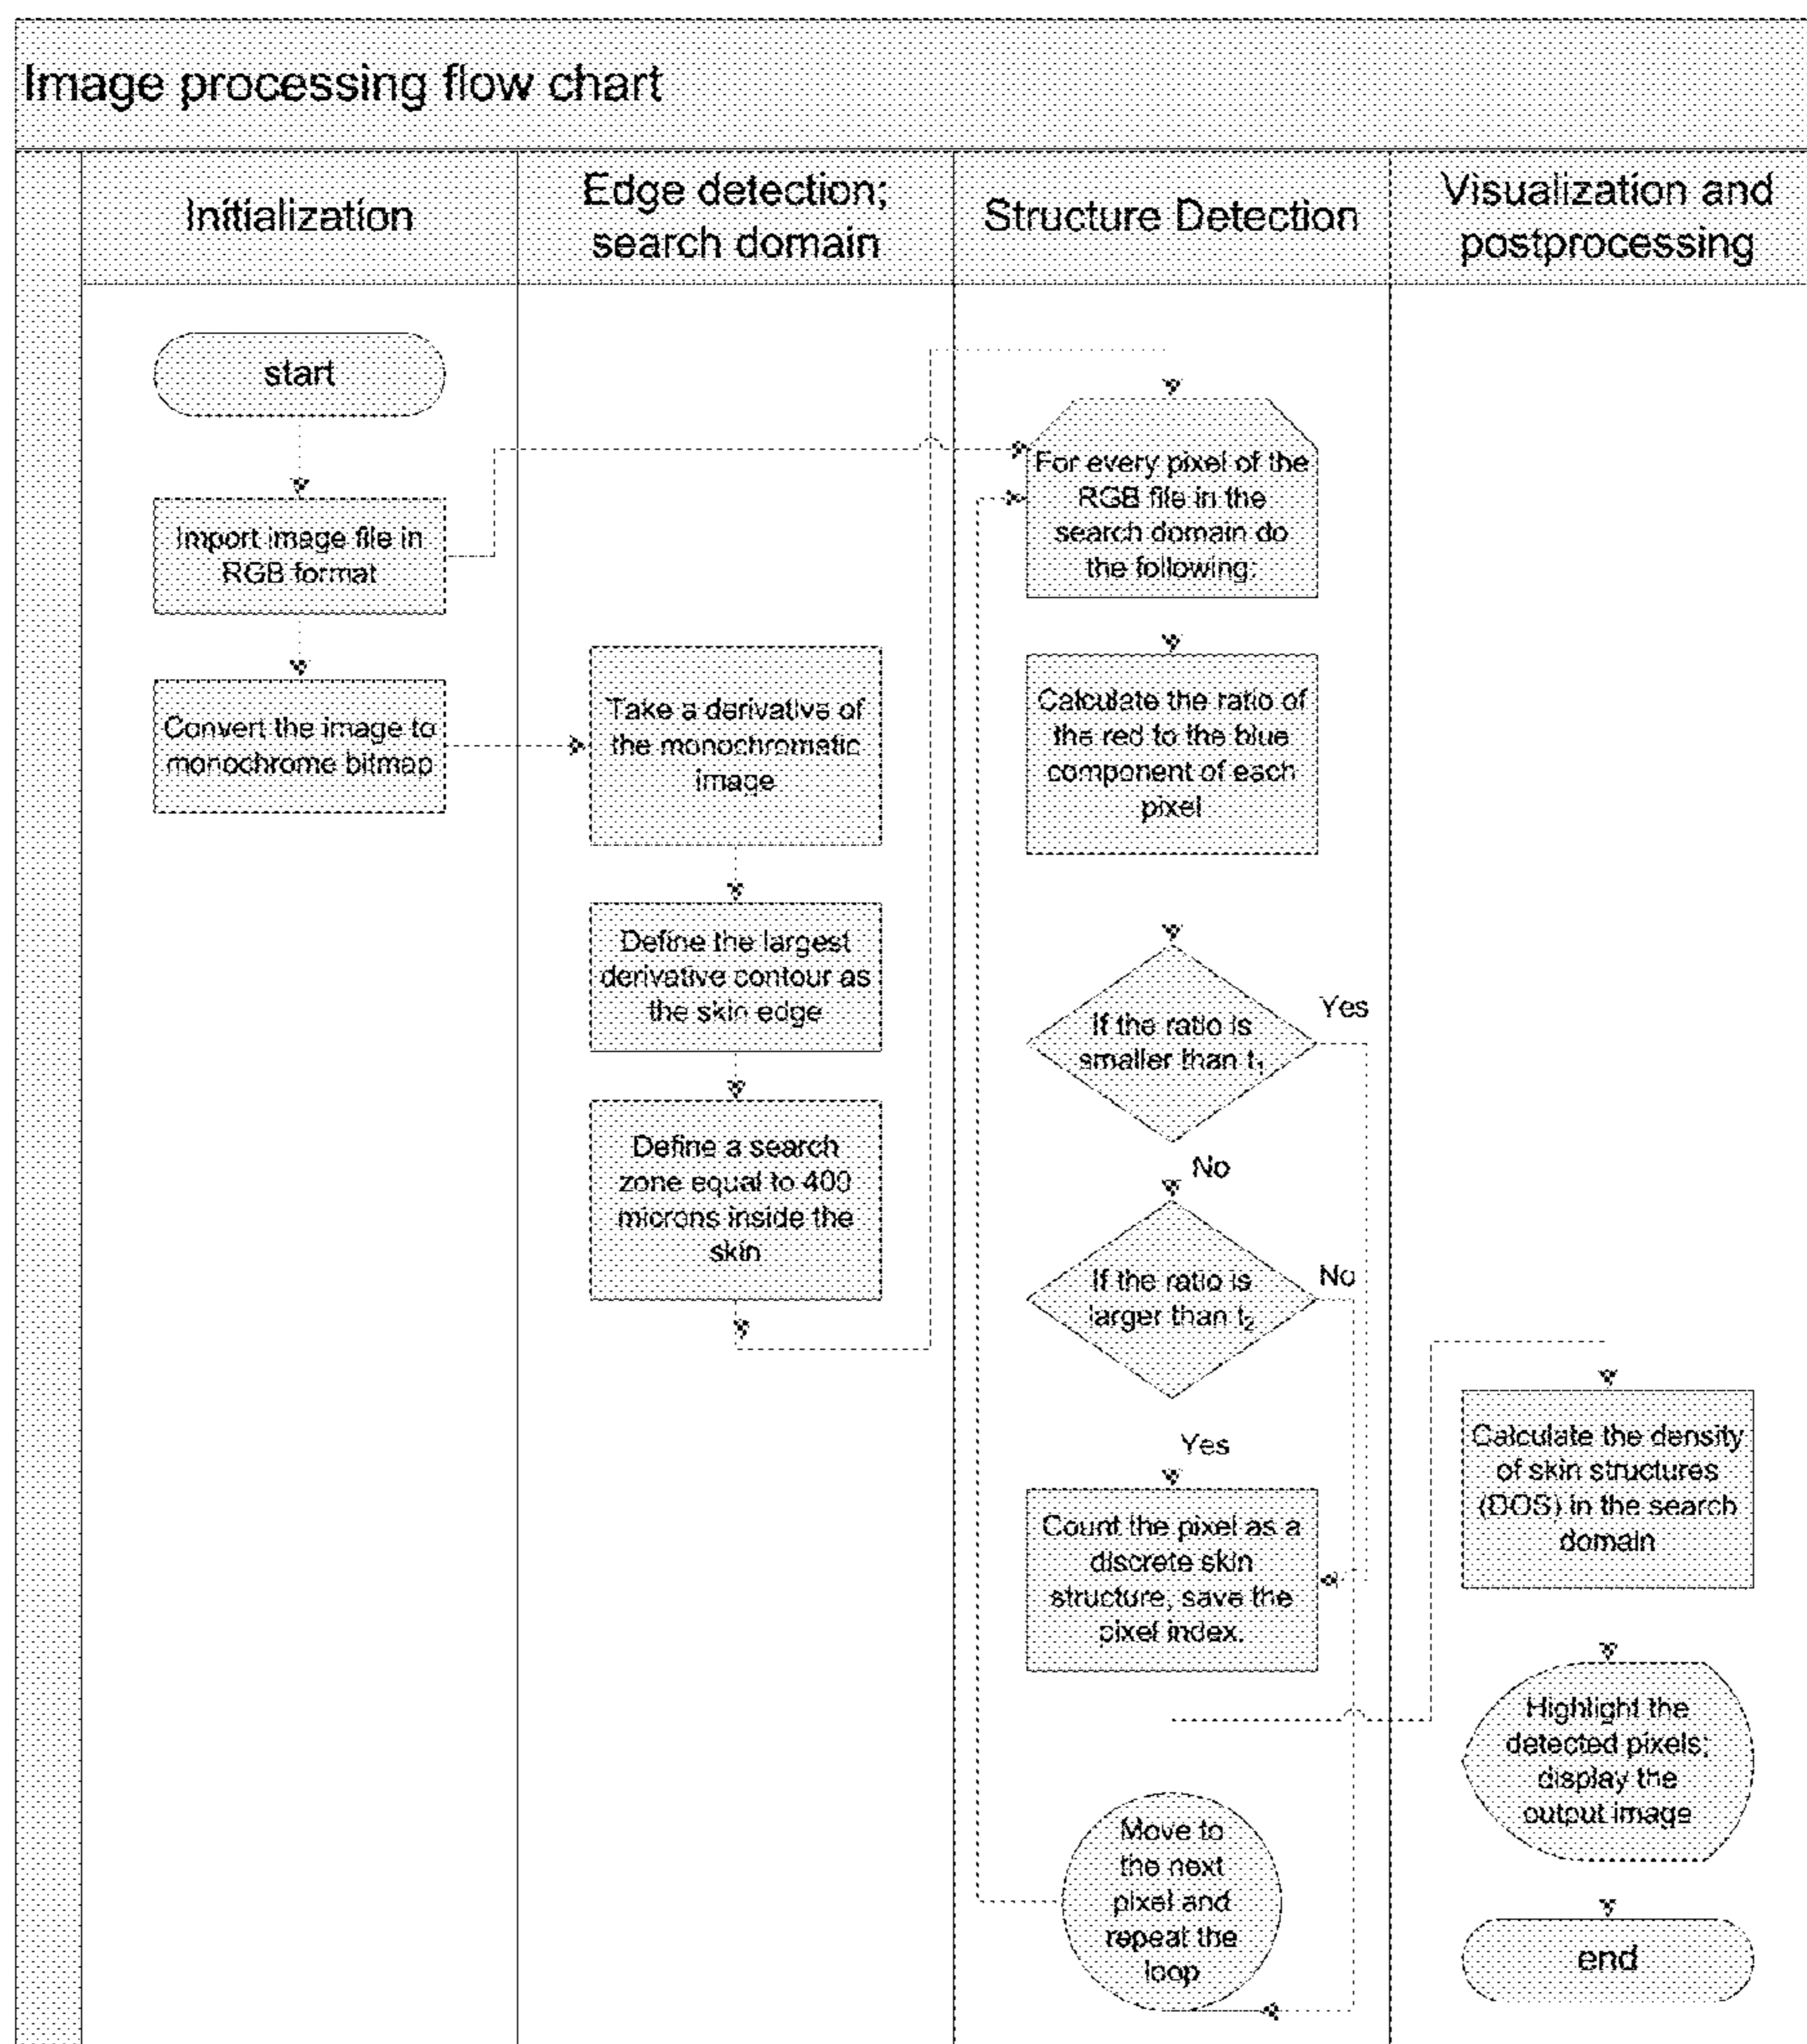 Image processing flow chart
Initialization
Edge detection;
search domain
Structure Detection
Visualization and
postprocessing
start
Import image file in
RGB format
Convert the image to
monochrome bitmap
Take a derivative of
the monochromatic
image
Define the largest
derivative contour as
the skin edge
Define a search
zone equal to 400
microns inside the
skin
For every pixel of the
RGB file in the
search domain do
the following:
Calculate the ratio of
the red to the blue
component of each
pixel
If the ratio is
smaller than t₁
Yes
No
If the ratio is
larger than t₂
No
Yes
Count the pixel as a
discrete skin
structure, save the
pixel index.
Move to
the next
pixel and
repeat the
loop
Calculate the density
of skin structures
(DOS) in the search
domain
Highlight the
detected pixels;
display the
output image
end